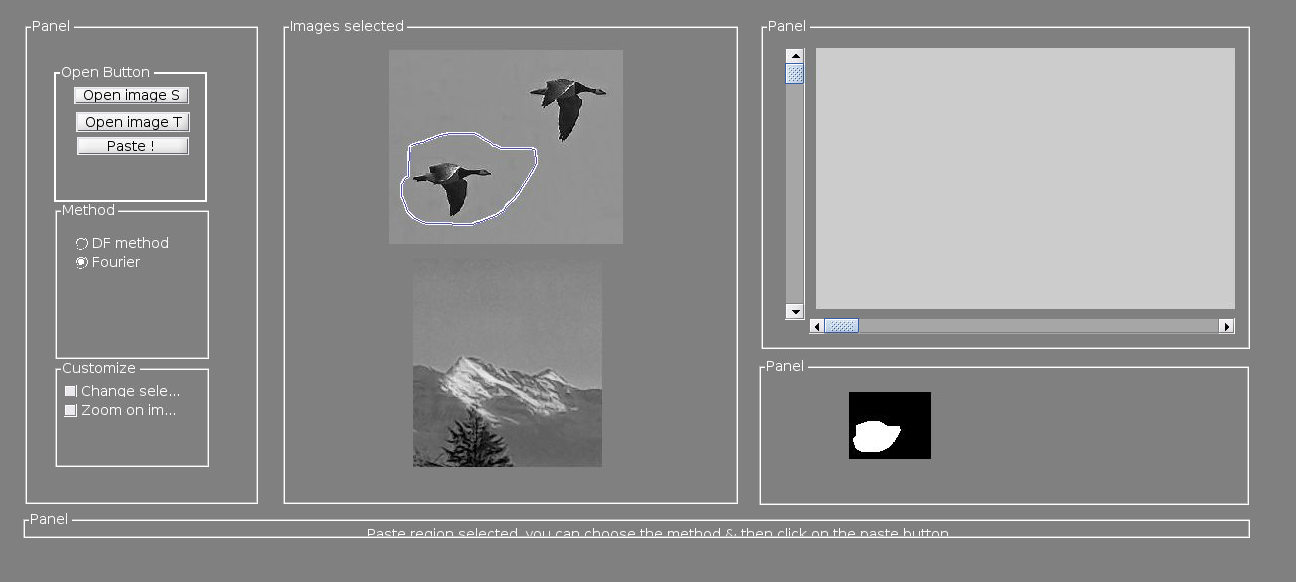 Panel
Open Button
Open image S
Open image T
Paste !
Method
DF method
Fourier
Customize
Change sele...
Zoom on im...
Images selected
Panel
Panel
Panel
Paste region selected, you can choose the method & then click on the paste button